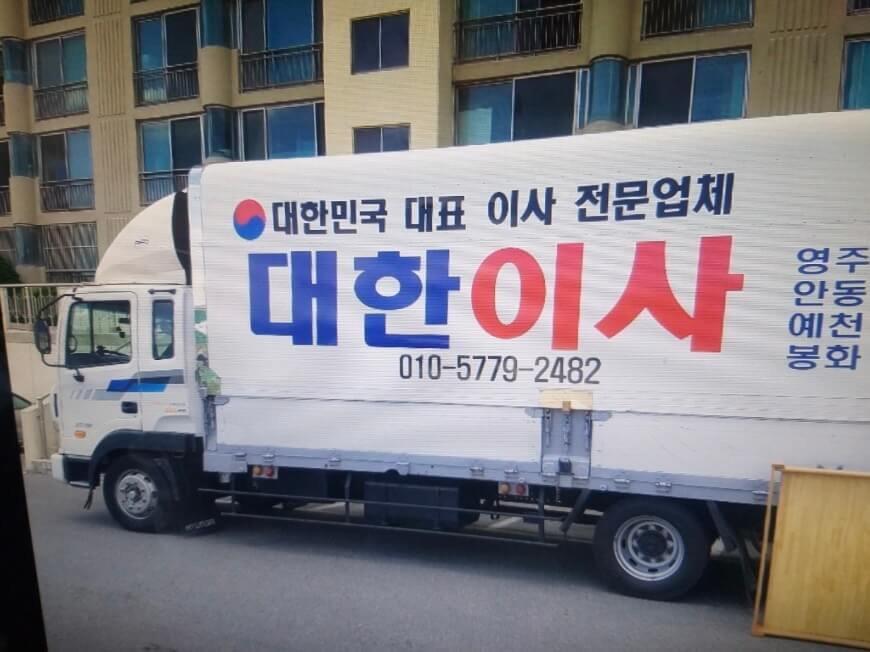 대한민국 대표 이사 전문업체
대한이사
010-5779-2482
영주
안동
예천
봉화